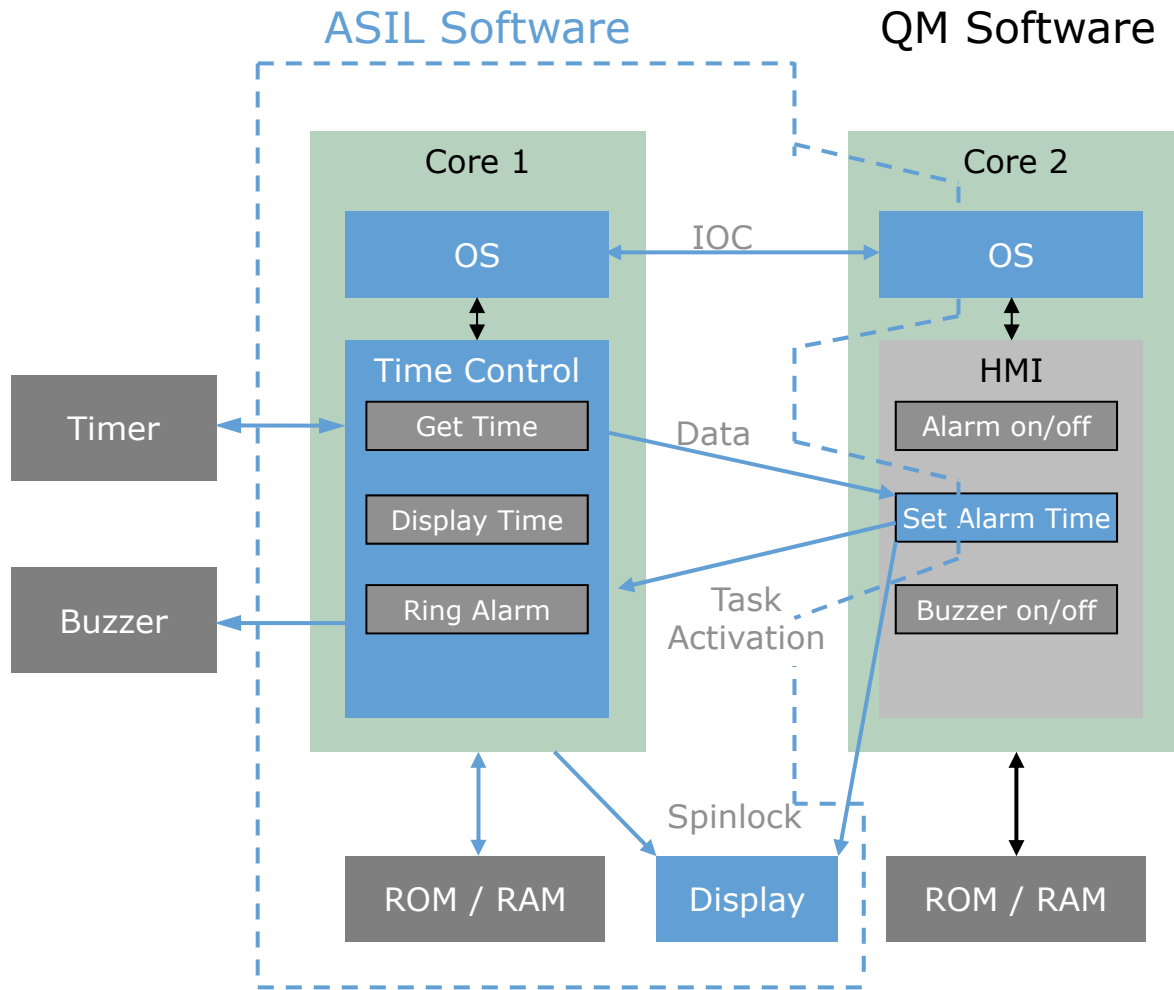 ASIL Software
QM Software
Core 1
Core 2
OS
IOC
OS
Time Control
HMI
Timer
Get Time
Data
Alarm on/off
Display Time
Set Alarm Time
Buzzer
Ring Alarm
Task
Activation
Buzzer on/off
Spinlock
ROM / RAM
Display
ROM / RAM